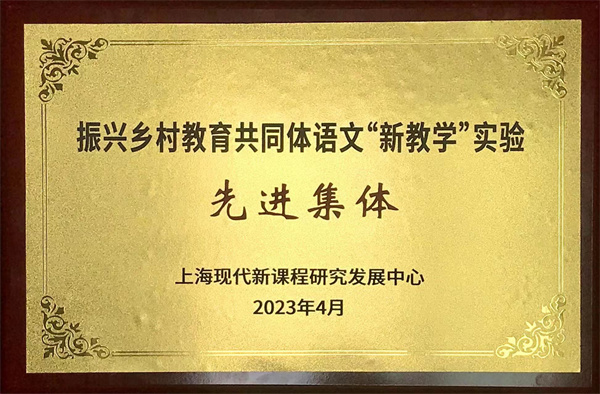 振兴乡村教育共同体语文“新教学”实验
先进集体
上海现代新课程研究发展中心
2023年4月